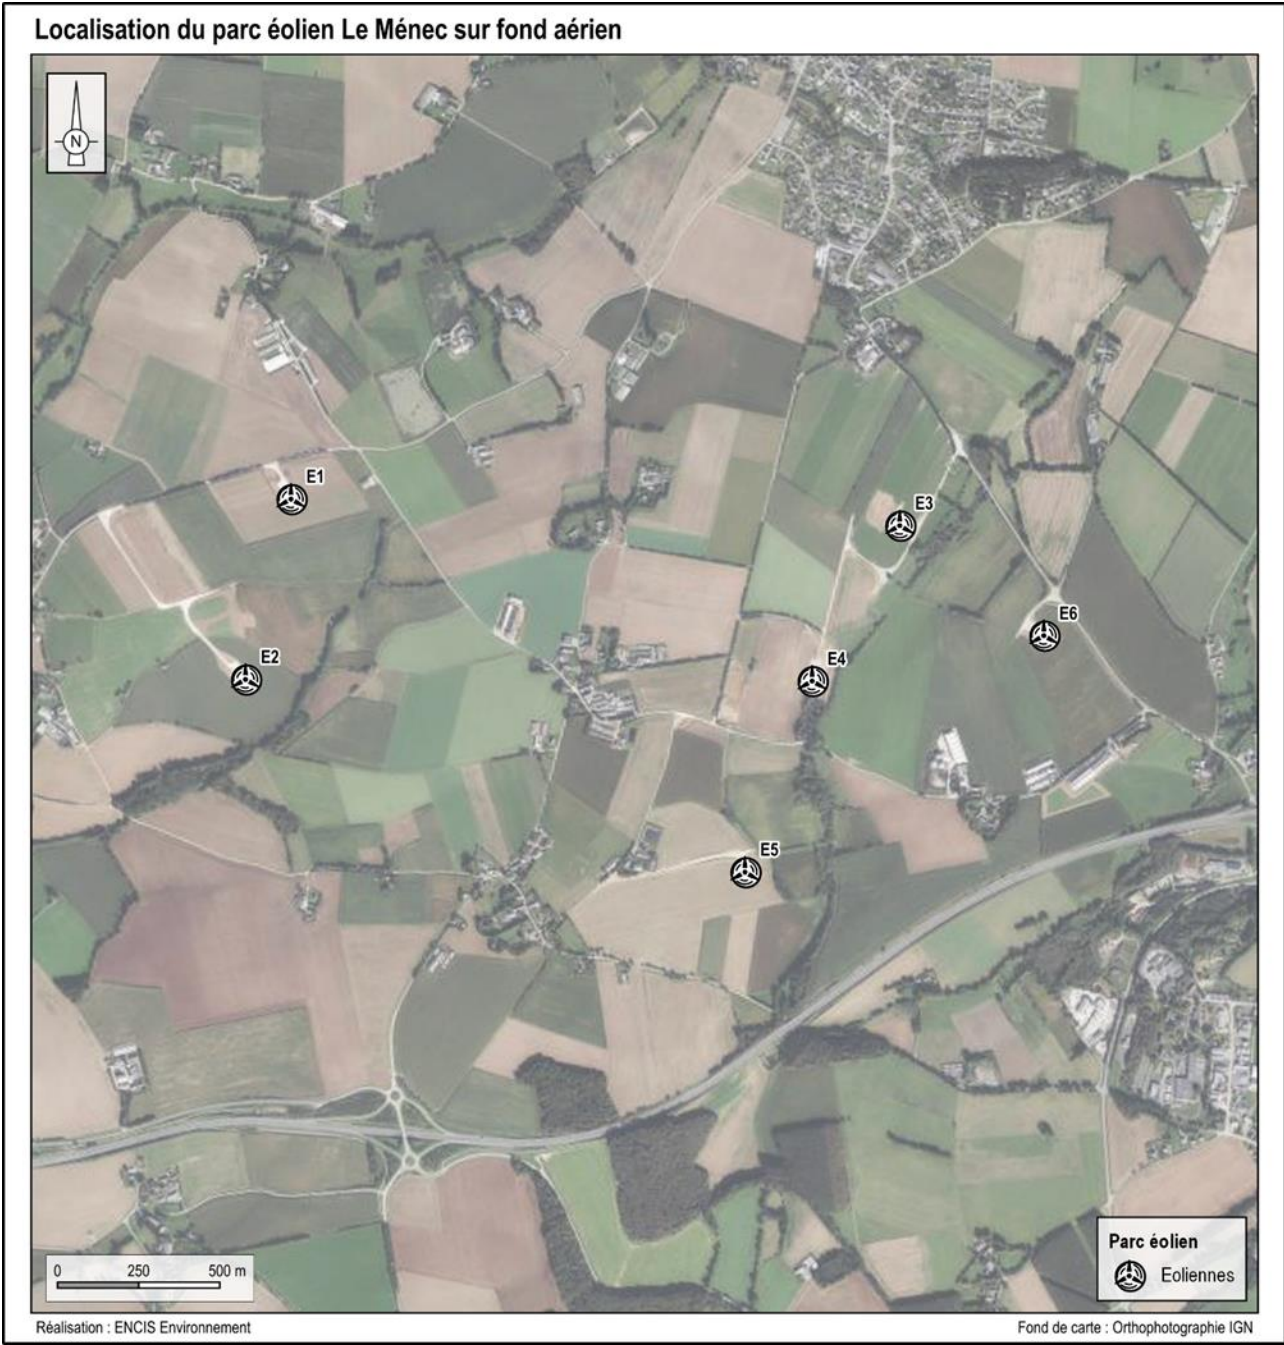 Localisation du parc éolien Le Ménec sur fond aérien
N
E1
E3
E6
E2
E4
E5
Parc éolien
Eoliennes
0 250 500 m
Réalisation : ENCIS Environnement
Fond de carte : Orthophotographie IGN